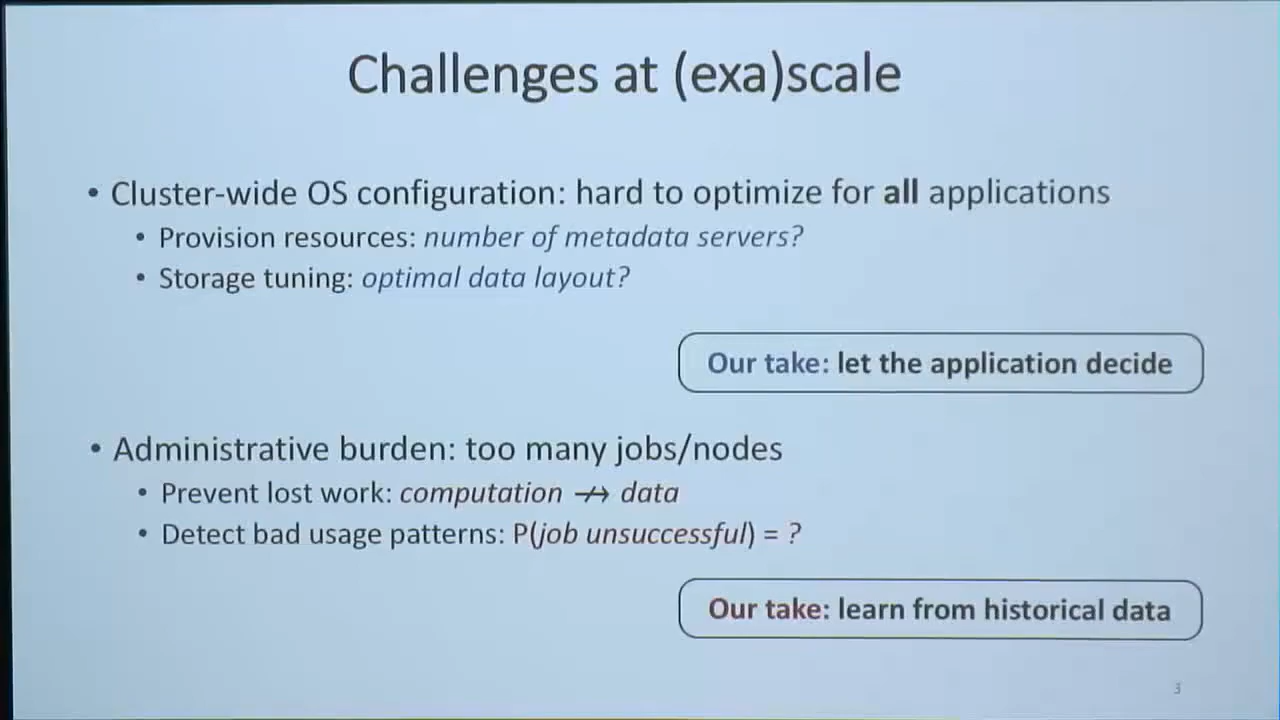 Challenges at (exa)scale
• Cluster-wide OS configuration: hard to optimize for all applications
• Provision resources: number of metadata servers?
• Storage tuning: optimal data layout?
Our take: let the application decide
• Administrative burden: too many jobs/nodes
• Prevent lost work: computation ↛ data
• Detect bad usage patterns: P(job unsuccessful) = ?
Our take: learn from historical data
3